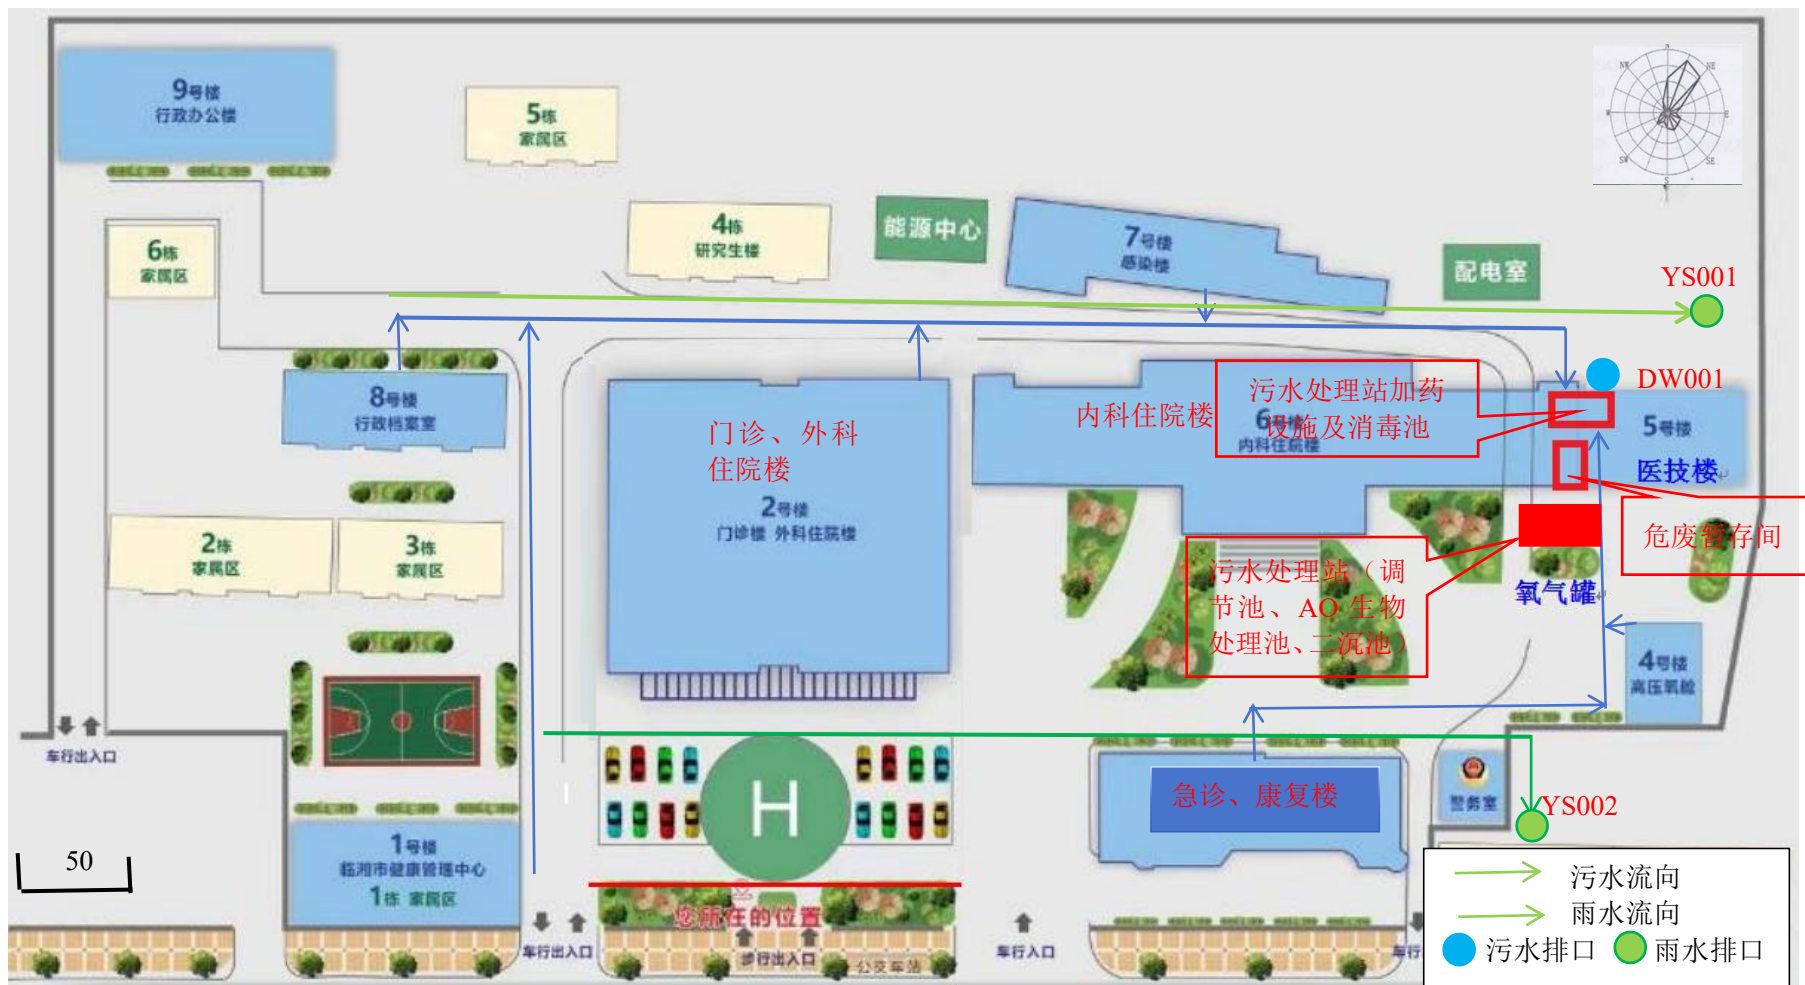 9号楼
行政办公楼
5栋
家属区
N
NW
NE
W
E
SW
SE
S
4栋
研究生楼
能源中心
7号楼
感染楼
配电室
YS001
6栋
家属区
8号楼
行政档案室
门诊、外科
住院楼
2号楼
门诊楼 外科住院楼
内科住院楼
6号楼
内科住院楼
污水处理站加药
设施及消毒池
DW001
5号楼
医技楼
危废暂存间
2栋
家属区
3栋
家属区
污水处理站（调
节池、AO 生物
处理池、二沉池）
氧气罐
4号楼
高压氧舱
车行出入口
H
急诊、康复楼
警务室
YS002
50
1号楼
临湘市健康管理中心
1栋 家属区
您所在的位置
车行出入口
步行出入口
公交车站
车行入口
车行
污水流向
雨水流向
污水排口
雨水排口